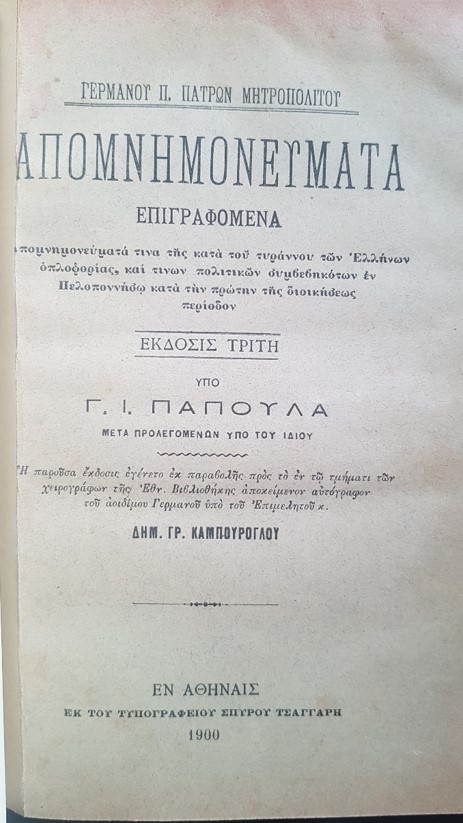 ΓΕΡΜΑΝΟΥ Π. ΠΑΤΡΩΝ ΜΗΤΡΟΠΟΛΙΤΟΥ
ΑΠΟΜΝΗΜΟΝΕΥΜΑΤΑ
ΕΠΙΓΡΑΦΟΜΕΝΑ
πομνημονεύματά τινα τῆς κατὰ τοῦ τυράννου τῶν Ἑλλήνων
ὁπλοφορίας, καί τινων πολιτικῶν συμβεβηκότων ἐν
Πελοποννήσῳ κατὰ τὴν πρώτην τῆς διοικήσεως
περίοδον
ΕΚΔΟΣΙΣ ΤΡΙΤΗ
ΥΠΟ
Γ. Ι. ΠΑΠΟΥΛΑ
ΜΕΤΑ ΠΡΟΛΕΓΟΜΕΝΩΝ ΥΠΟ ΤΟΥ ΙΔΙΟΥ
Ἡ παροῦσα ἔκδοσις ἐγένετο ἐκ παραβολῆς πρὸς τὸ ἐν τῷ τμήματι τῶν
χειρογράφων τῆς Ἐθν. Βιβλιοθήκης ἀποκείμενον αὐτόγραφον
τοῦ ἀοιδίμου Γερμανοῦ ὑπὸ τοῦ Ἐπιμελητοῦ κ.
ΔΗΜ. ΓΡ. ΚΑΜΠΟΥΡΟΓΛΟΥ
ΕΝ ΑΘΗΝΑΙΣ
ΕΚ ΤΟΥ ΤΥΠΟΓΡΑΦΕΙΟΥ ΣΠΥΡΟΥ ΤΣΑΓΓΑΡΗ
1900